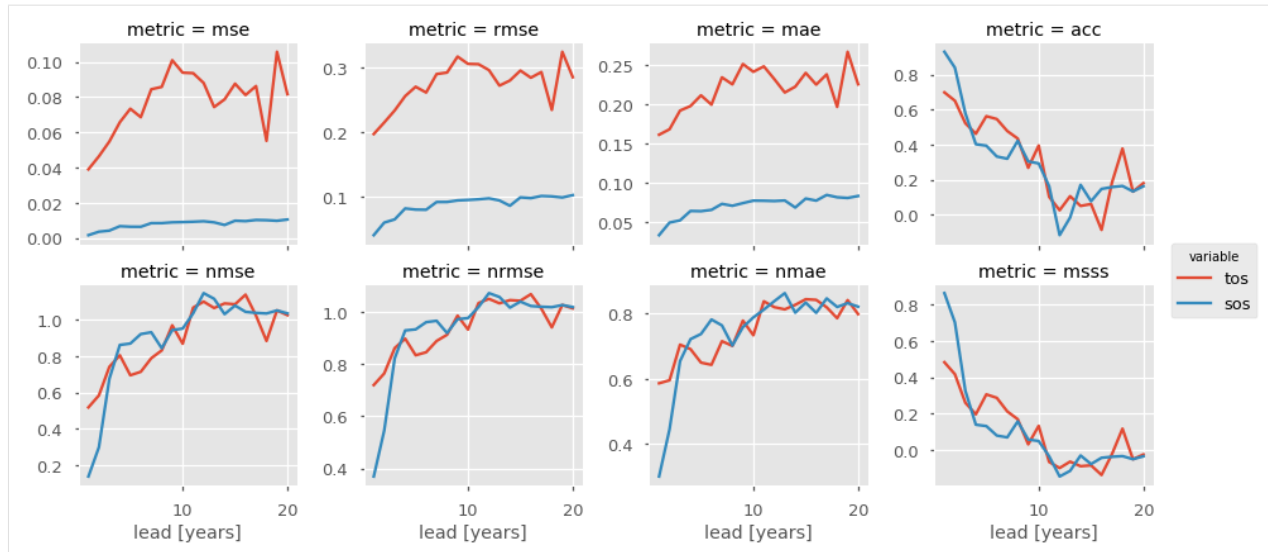 metric = mse
metric = rmse
metric = mae
metric = acc
0.10
0.08
0.06
0.04
0.02
0.00
0.3
0.2
0.1
0.25
0.20
0.15
0.10
0.05
0.8
0.6
0.4
0.2
0.0
metric = nmse
metric = nrmse
metric = nmae
metric = msss
1.0
0.8
0.6
0.4
0.2
1.0
0.8
0.6
0.4
0.8
0.6
0.4
0.8
0.6
0.4
0.2
0.0
10 20
10 20
10 20
10 20
lead [years]
lead [years]
lead [years]
lead [years]
variable
tos
sos